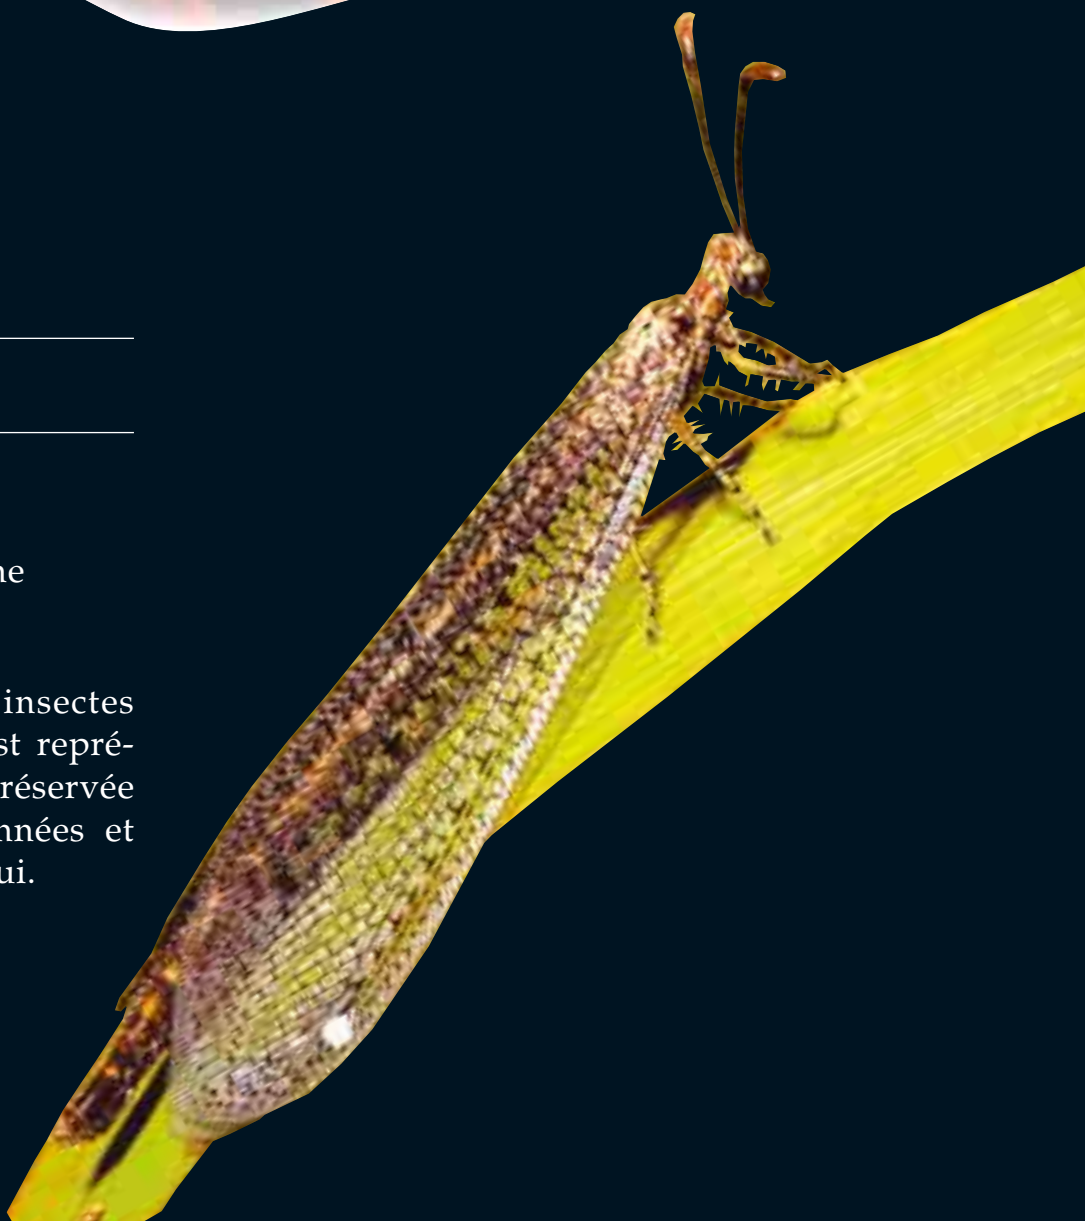 ne
insectes
st repré-
réservée
nnées et
ui.